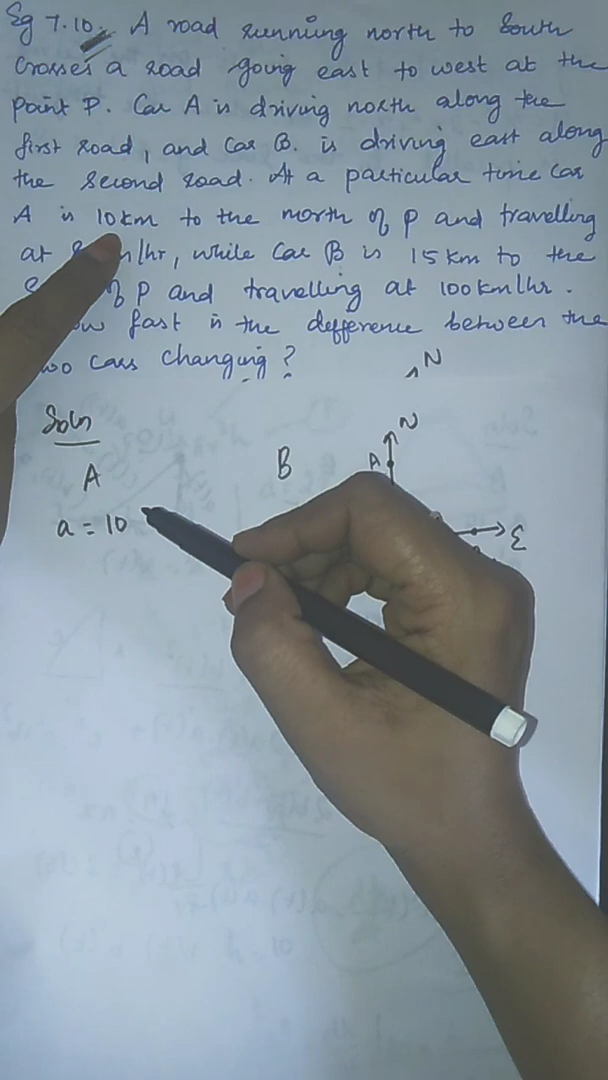 Eg 7.10. A road running north to South
Crosses a road going east to west at the
point P. Car A is driving north along the
first road, and Car B. is driving east along
the second road. At a particular time car
A is 10km to the north of P and travelling
at /hr, while Car B is 15 km to the
of P and travelling at 100km/hr.
fast is the difference between the
cars changing?
N
Soln
N
A
B
A
a = 10
E